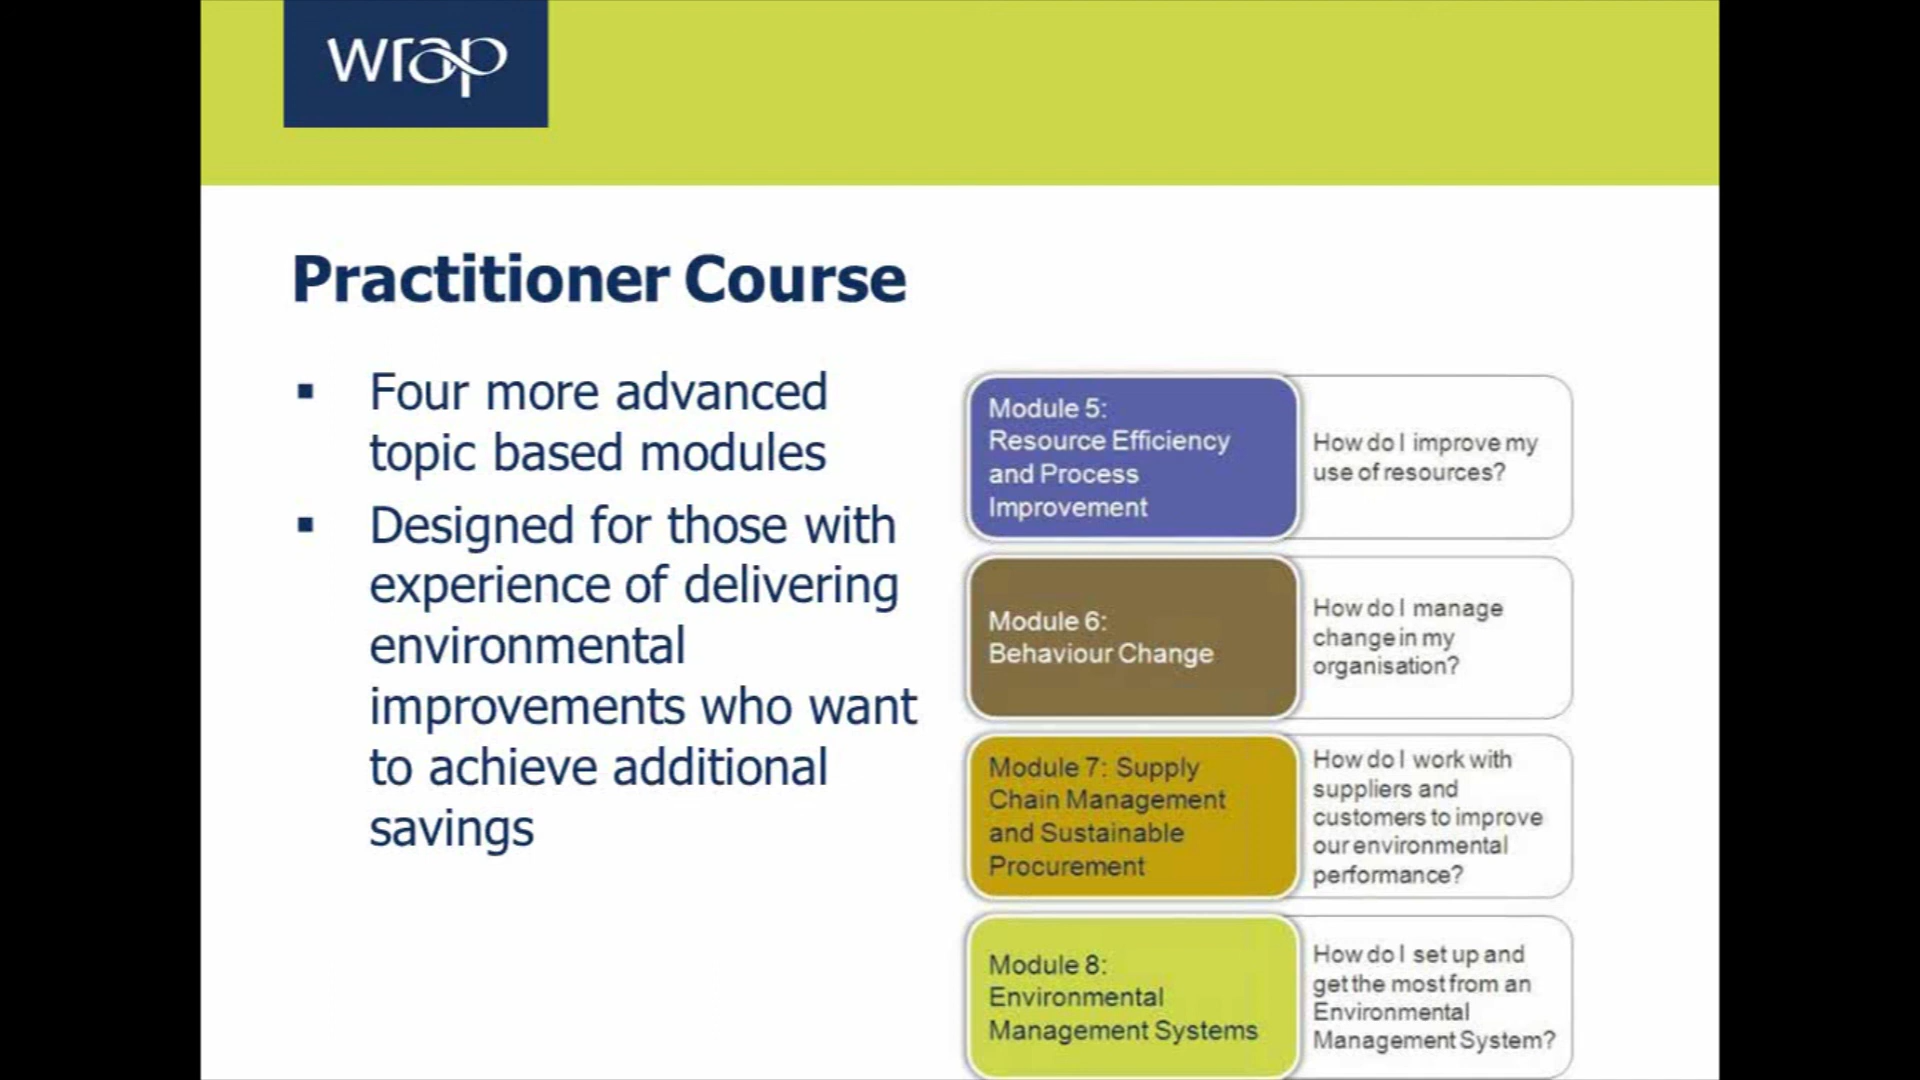 wrap
Practitioner Course
▪ Four more advanced
topic based modules
▪ Designed for those with
experience of delivering
environmental
improvements who want
to achieve additional
savings
Module 5:
Resource Efficiency
and Process
Improvement
How do I improve my
use of resources?
Module 6:
Behaviour Change
How do I manage
change in my
organisation?
Module 7: Supply
Chain Management
and Sustainable
Procurement
How do I work with
suppliers and
customers to improve
our environmental
performance?
Module 8:
Environmental
Management Systems
How do I set up and
get the most from an
Environmental
Management System?